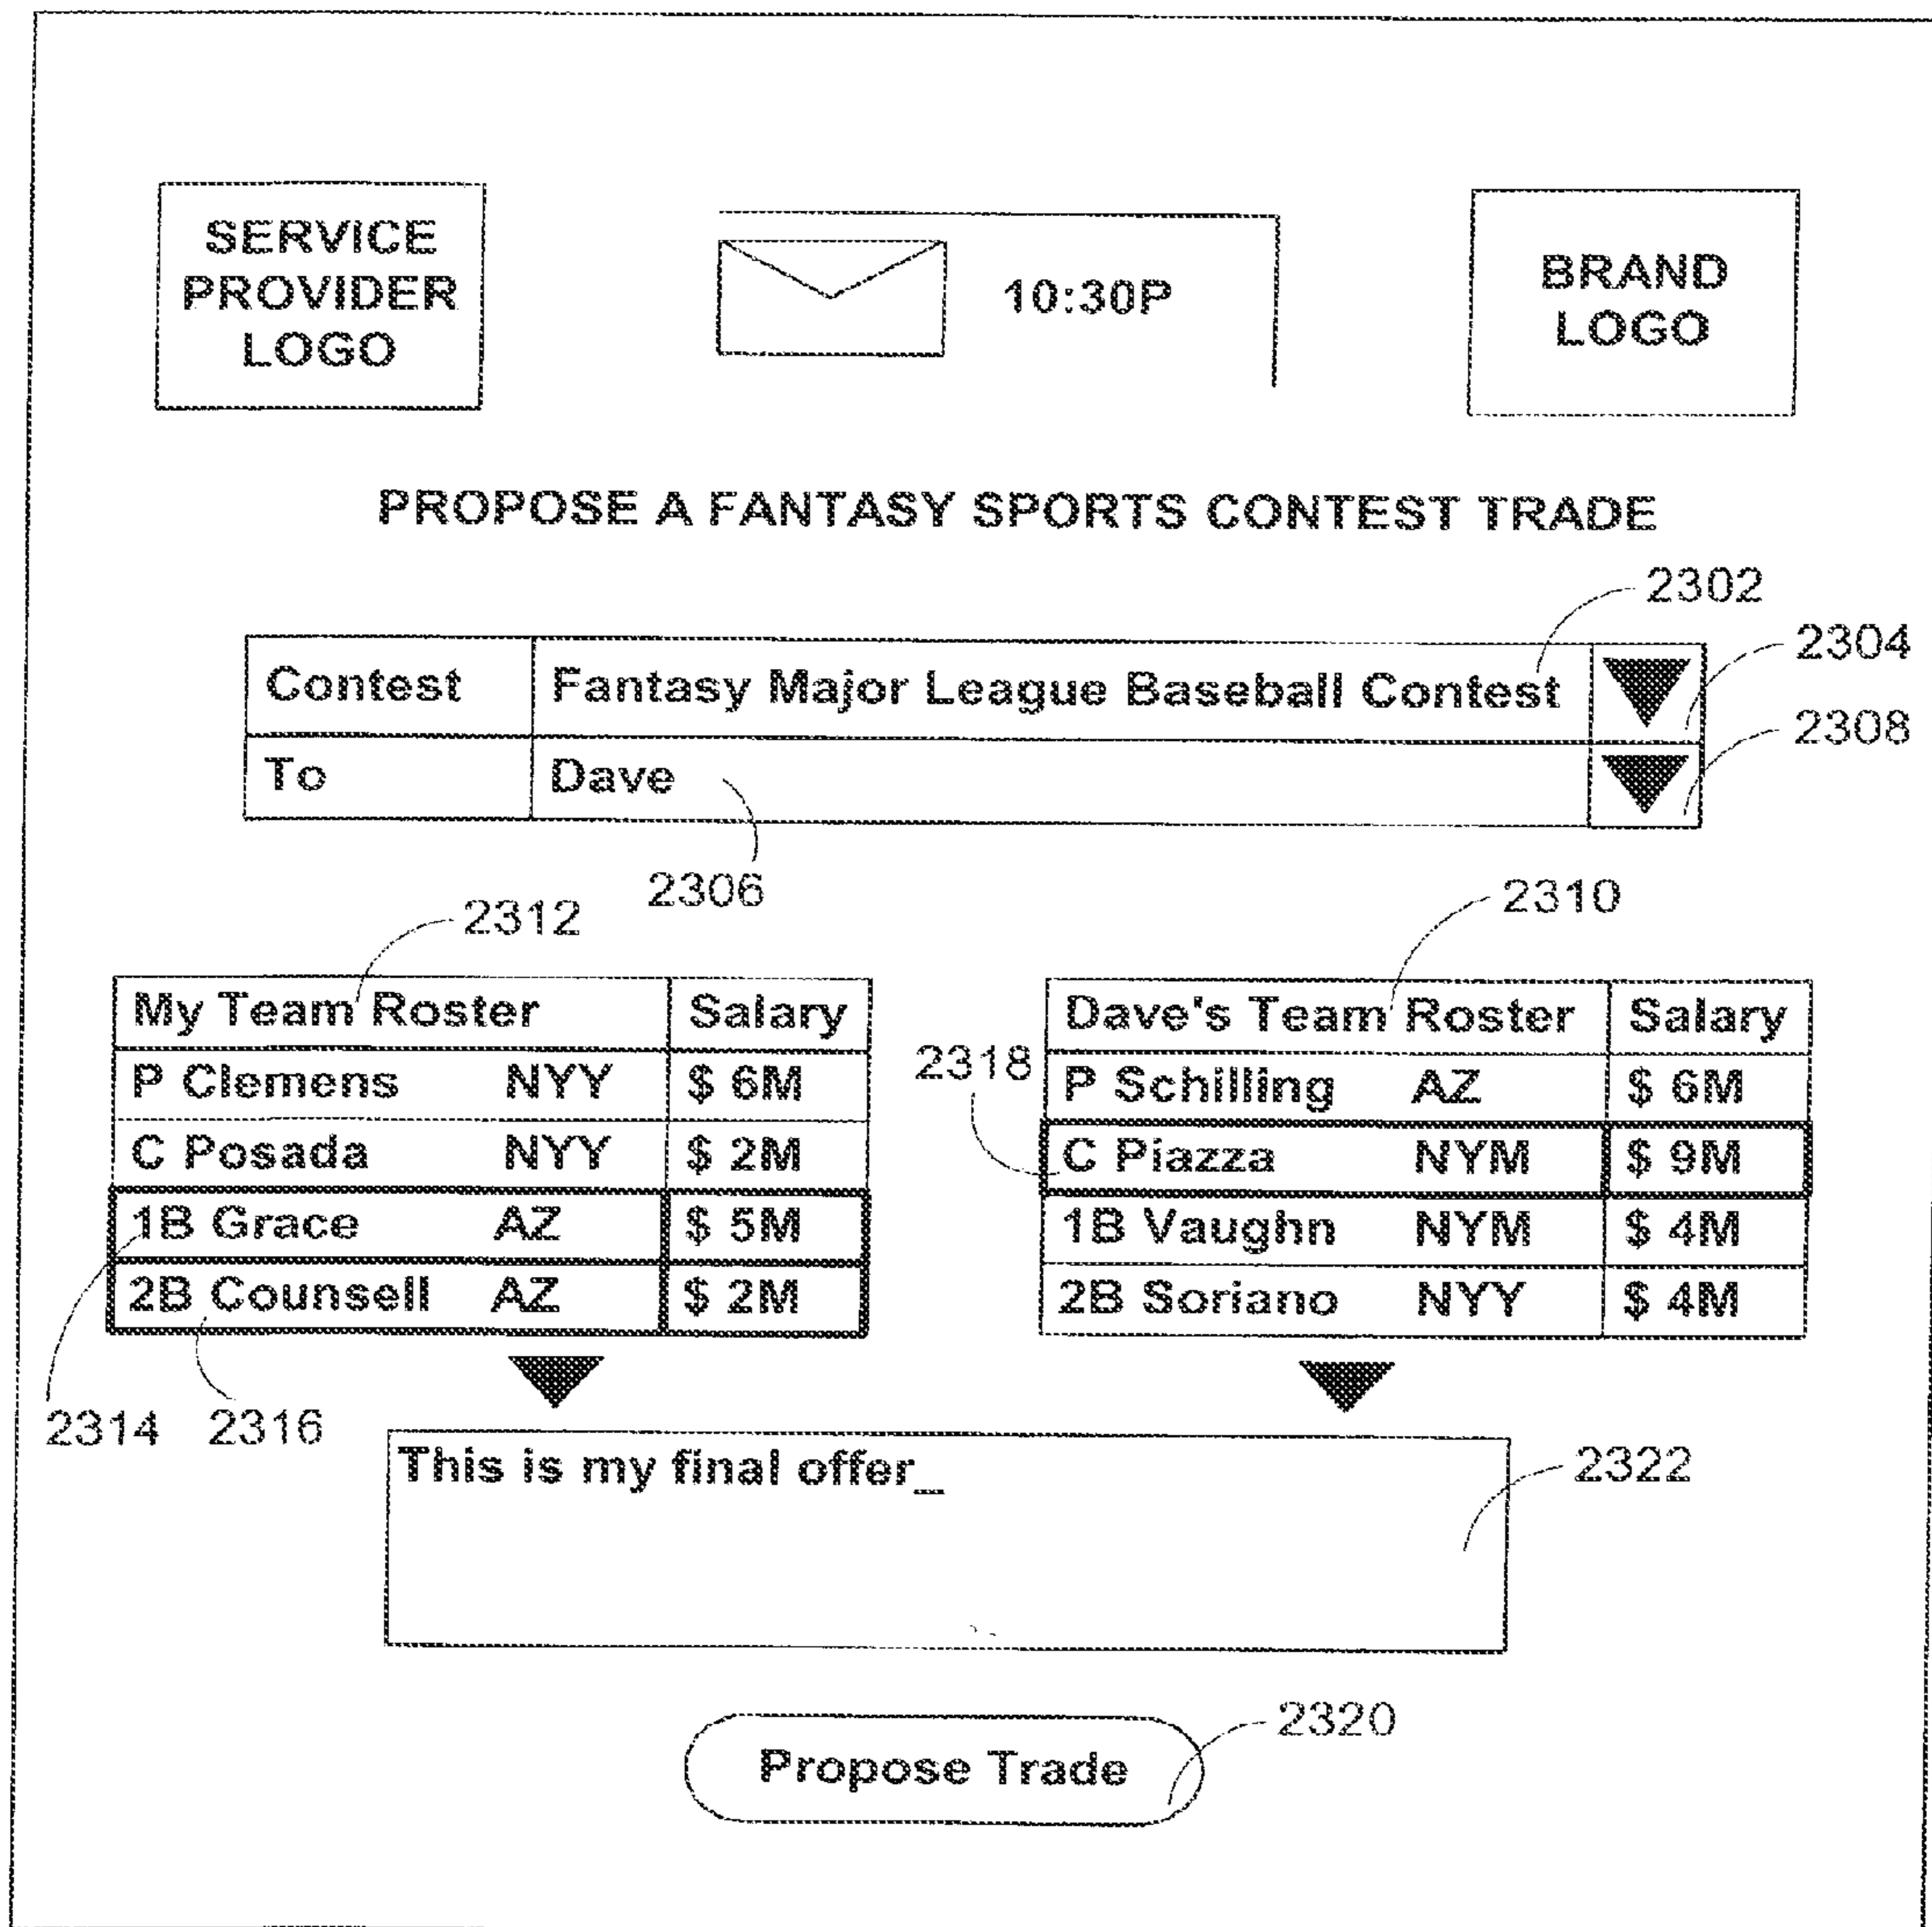 SERVICE
PROVIDER
LOGO
10:30P
BRAND
LOGO
PROPOSE A FANTASY SPORTS CONTEST TRADE
2302
Contest Fantasy Major League Baseball Contest
2304
2308
To Dave
2306
2312
2310
My Team Roster Salary
P Clemens NYY $ 6M
C Posada NYY $ 2M
1B Grace AZ $ 5M
2B Counsell AZ $ 2M
2314 2316
Dave's Team Roster Salary
2318
P Schilling AZ $ 6M
C Piazza NYM $ 9M
1B Vaughn NYM $ 4M
2B Soriano NYY $ 4M
This is my final offer_
2322
Propose Trade
2320